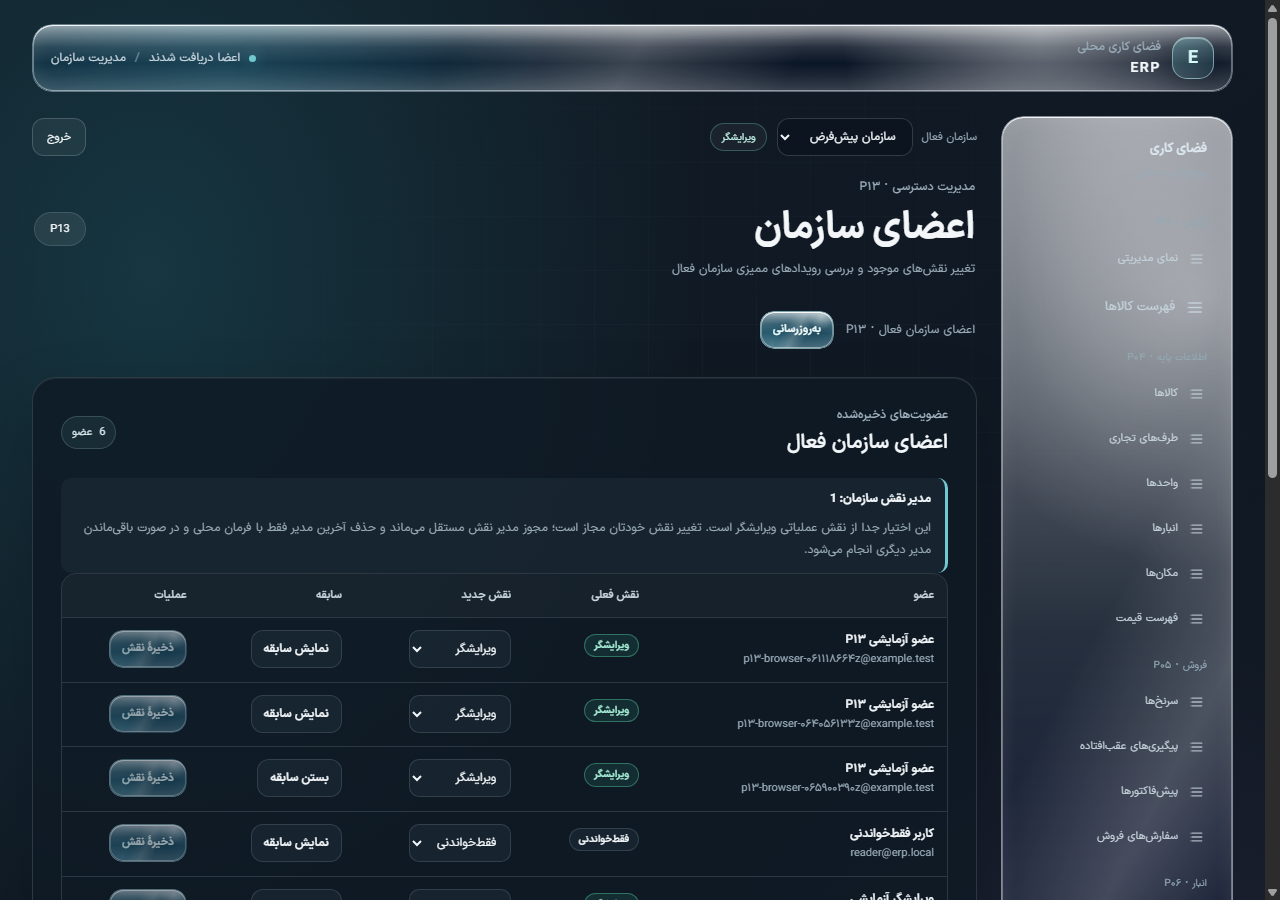 E
فضای کاری محلی
ERP
اعضا دریافت شدند / مدیریت سازمان
فضای کاری
نمای مدیریتی
فهرست کالاها
اطلاعات پایه · P۰۴
کالاها
طرف‌های تجاری
واحدها
انبارها
مکان‌ها
فهرست قیمت
فروش · P۰۵
سرنخ‌ها
پیگیری‌های عقب‌افتاده
پیش‌فاکتورها
سفارش‌های فروش
انبار · P۰۶
سازمان فعال
سازمان پیش‌فرض
ویرایشگر
خروج
مدیریت دسترسی · P۱۳
اعضای سازمان
P13
تغییر نقش‌های موجود و بررسی رویدادهای ممیزی سازمان فعال
اعضای سازمان فعال · P۱۳
به‌روزرسانی
عضویت‌های ذخیره‌شده
اعضای سازمان فعال
6 عضو
مدیر نقش سازمان: 1
این اختیار جدا از نقش عملیاتی ویرایشگر است. تغییر نقش خودتان مجاز است؛ مجوز مدیر نقش مستقل می‌ماند و حذف آخرین مدیر فقط با فرمان محلی و در صورت باقی‌ماندن
مدیر دیگری انجام می‌شود.
عضو نقش فعلی نقش جدید سابقه عملیات
عضو آزمایشی P۱۳ ویرایشگر ویرایشگر نمایش سابقه ذخیرهٔ نقش
p۱۳-browser-۰۶۱۱۱۸۶۶۴z@example.test
عضو آزمایشی P۱۳ ویرایشگر ویرایشگر نمایش سابقه ذخیرهٔ نقش
p۱۳-browser-۰۶۴۰۵۶۱۳۳z@example.test
عضو آزمایشی P۱۳ ویرایشگر ویرایشگر بستن سابقه ذخیرهٔ نقش
p۱۳-browser-۰۶۵۹۰۰۳۹۰z@example.test
کاربر فقط‌خواندنی فقط‌خواندنی فقط‌خواندنی نمایش سابقه ذخیرهٔ نقش
reader@erp.local
ویرایشگر آزمایشی